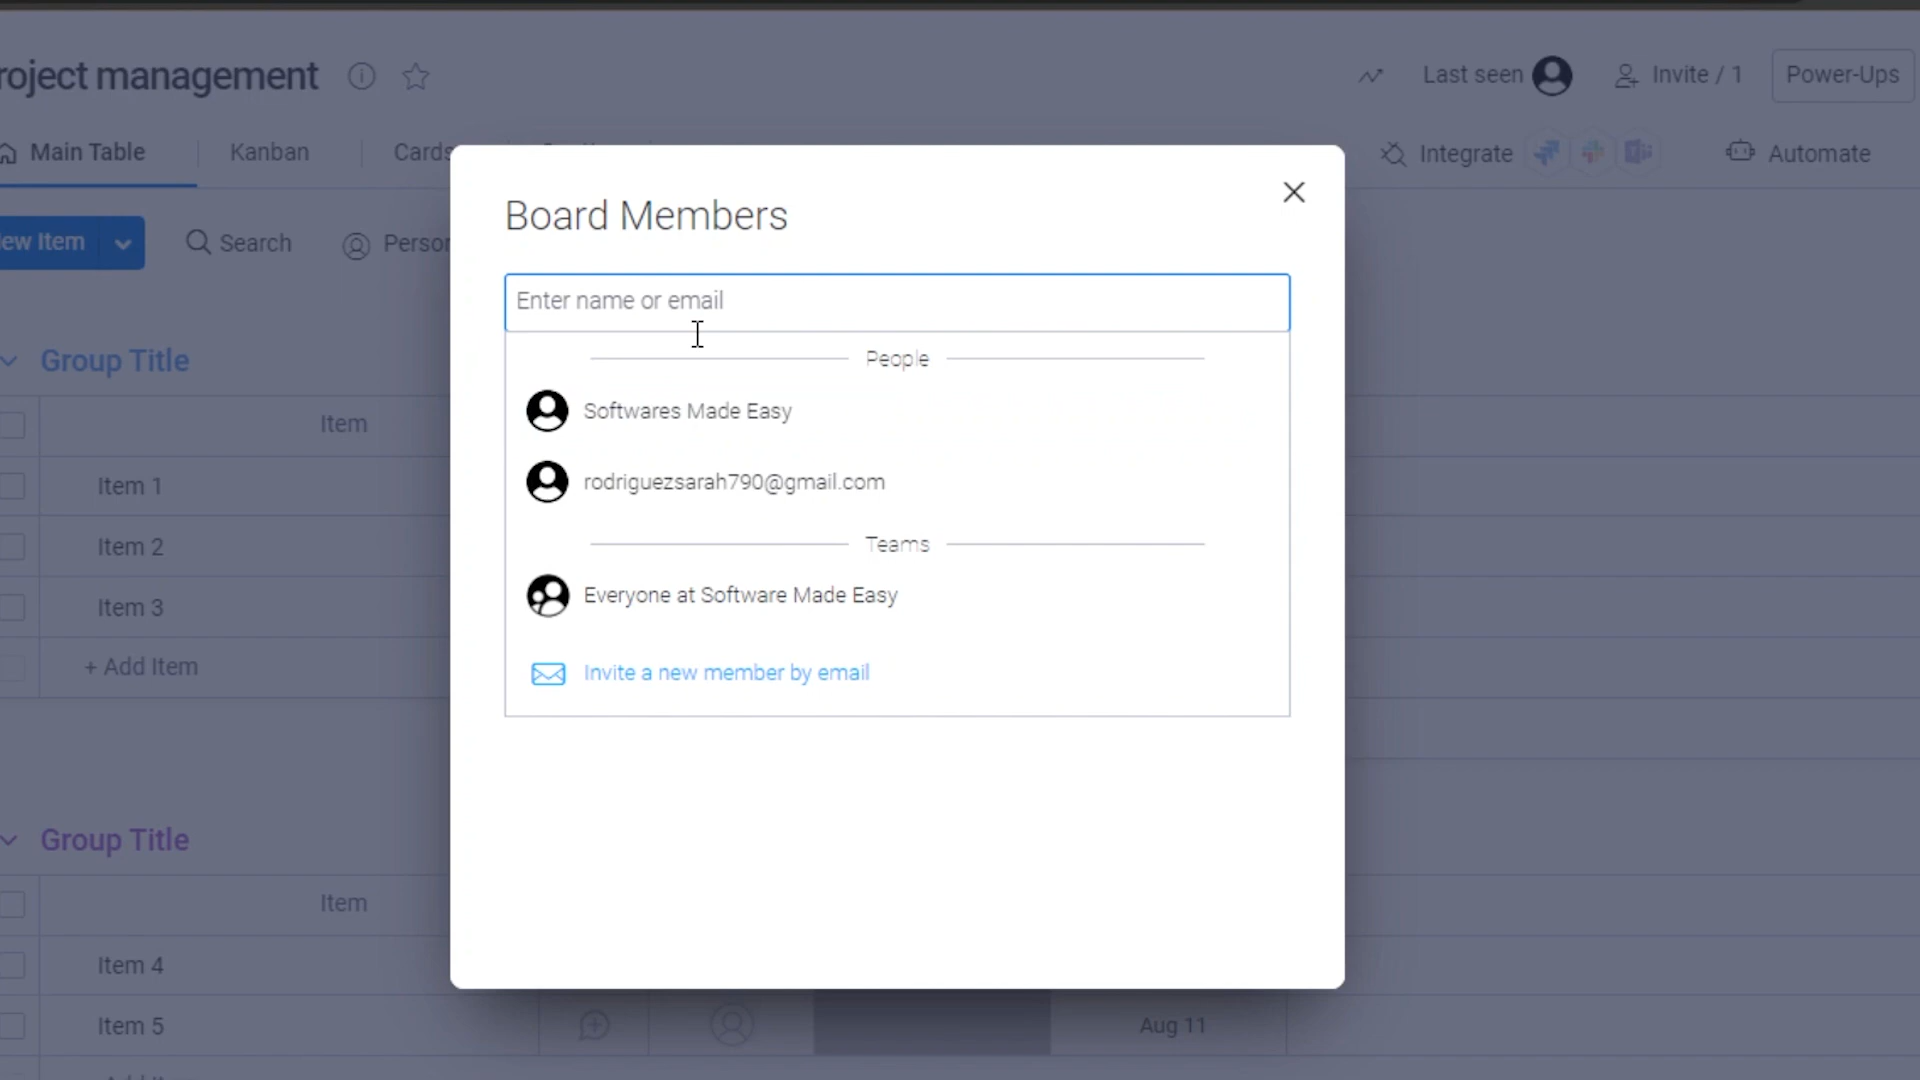 roject management
Last seen
Invite / 1
Power-Ups
Main Table
Kanban
Cards
Integrate
Automate
ew Item
Search
Person
Board Members
Enter name or email
People
Softwares Made Easy
rodriguezsarah790@gmail.com
Teams
Everyone at Software Made Easy
Invite a new member by email
Group Title
Item
Item 1
Item 2
Item 3
+ Add Item
Group Title
Item
Item 4
Item 5
Aug 11